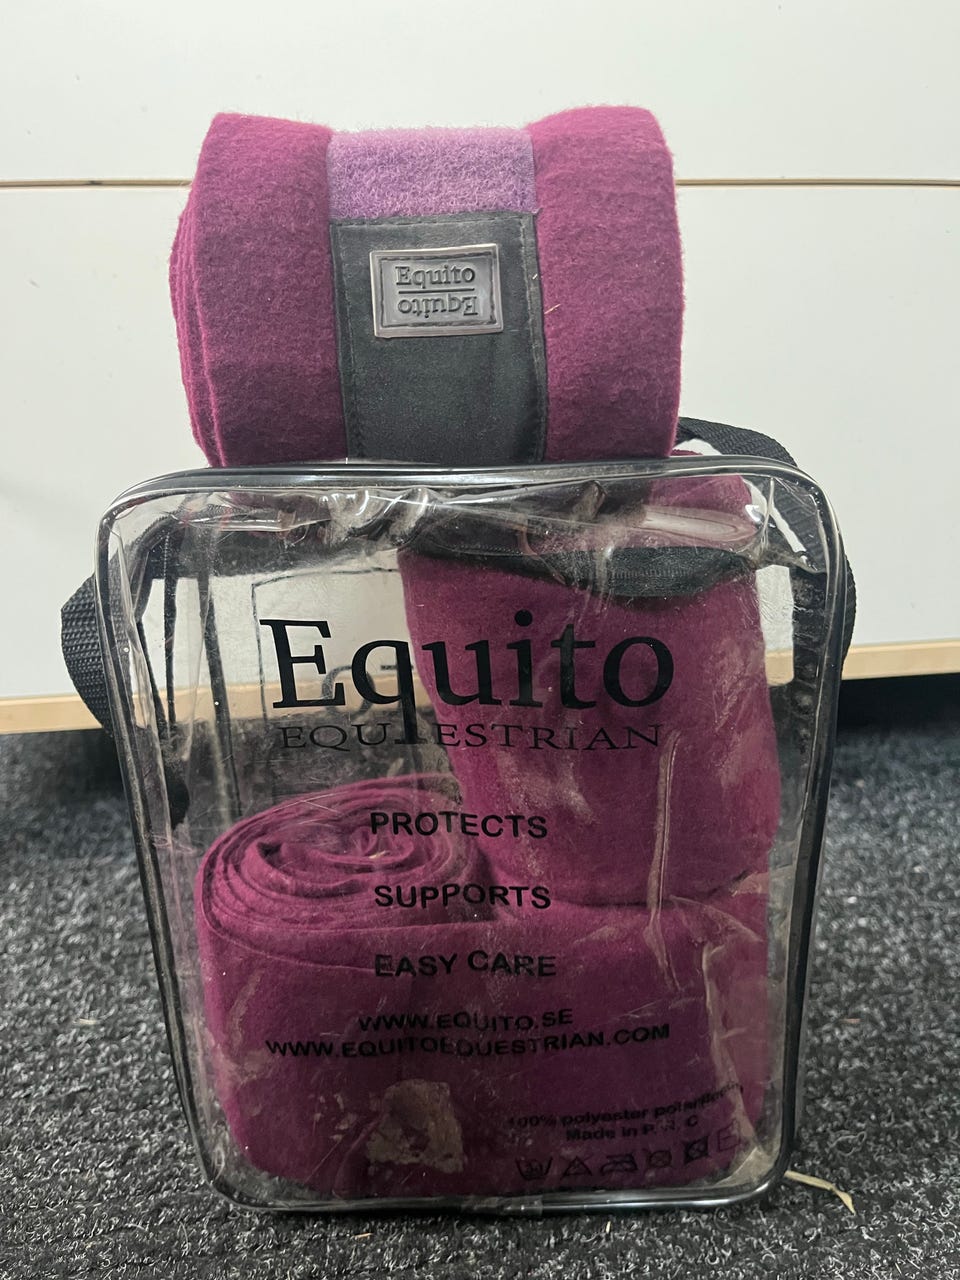 Equito
Equito
Equito
EQUIESTRIAN
PROTECTS
SUPPORTS
EASY CARE
WWW.EQUITO.SE
WWW.EQUITOEQUESTRIAN.COM
100% polyester polarfleece
Made in P. R. C